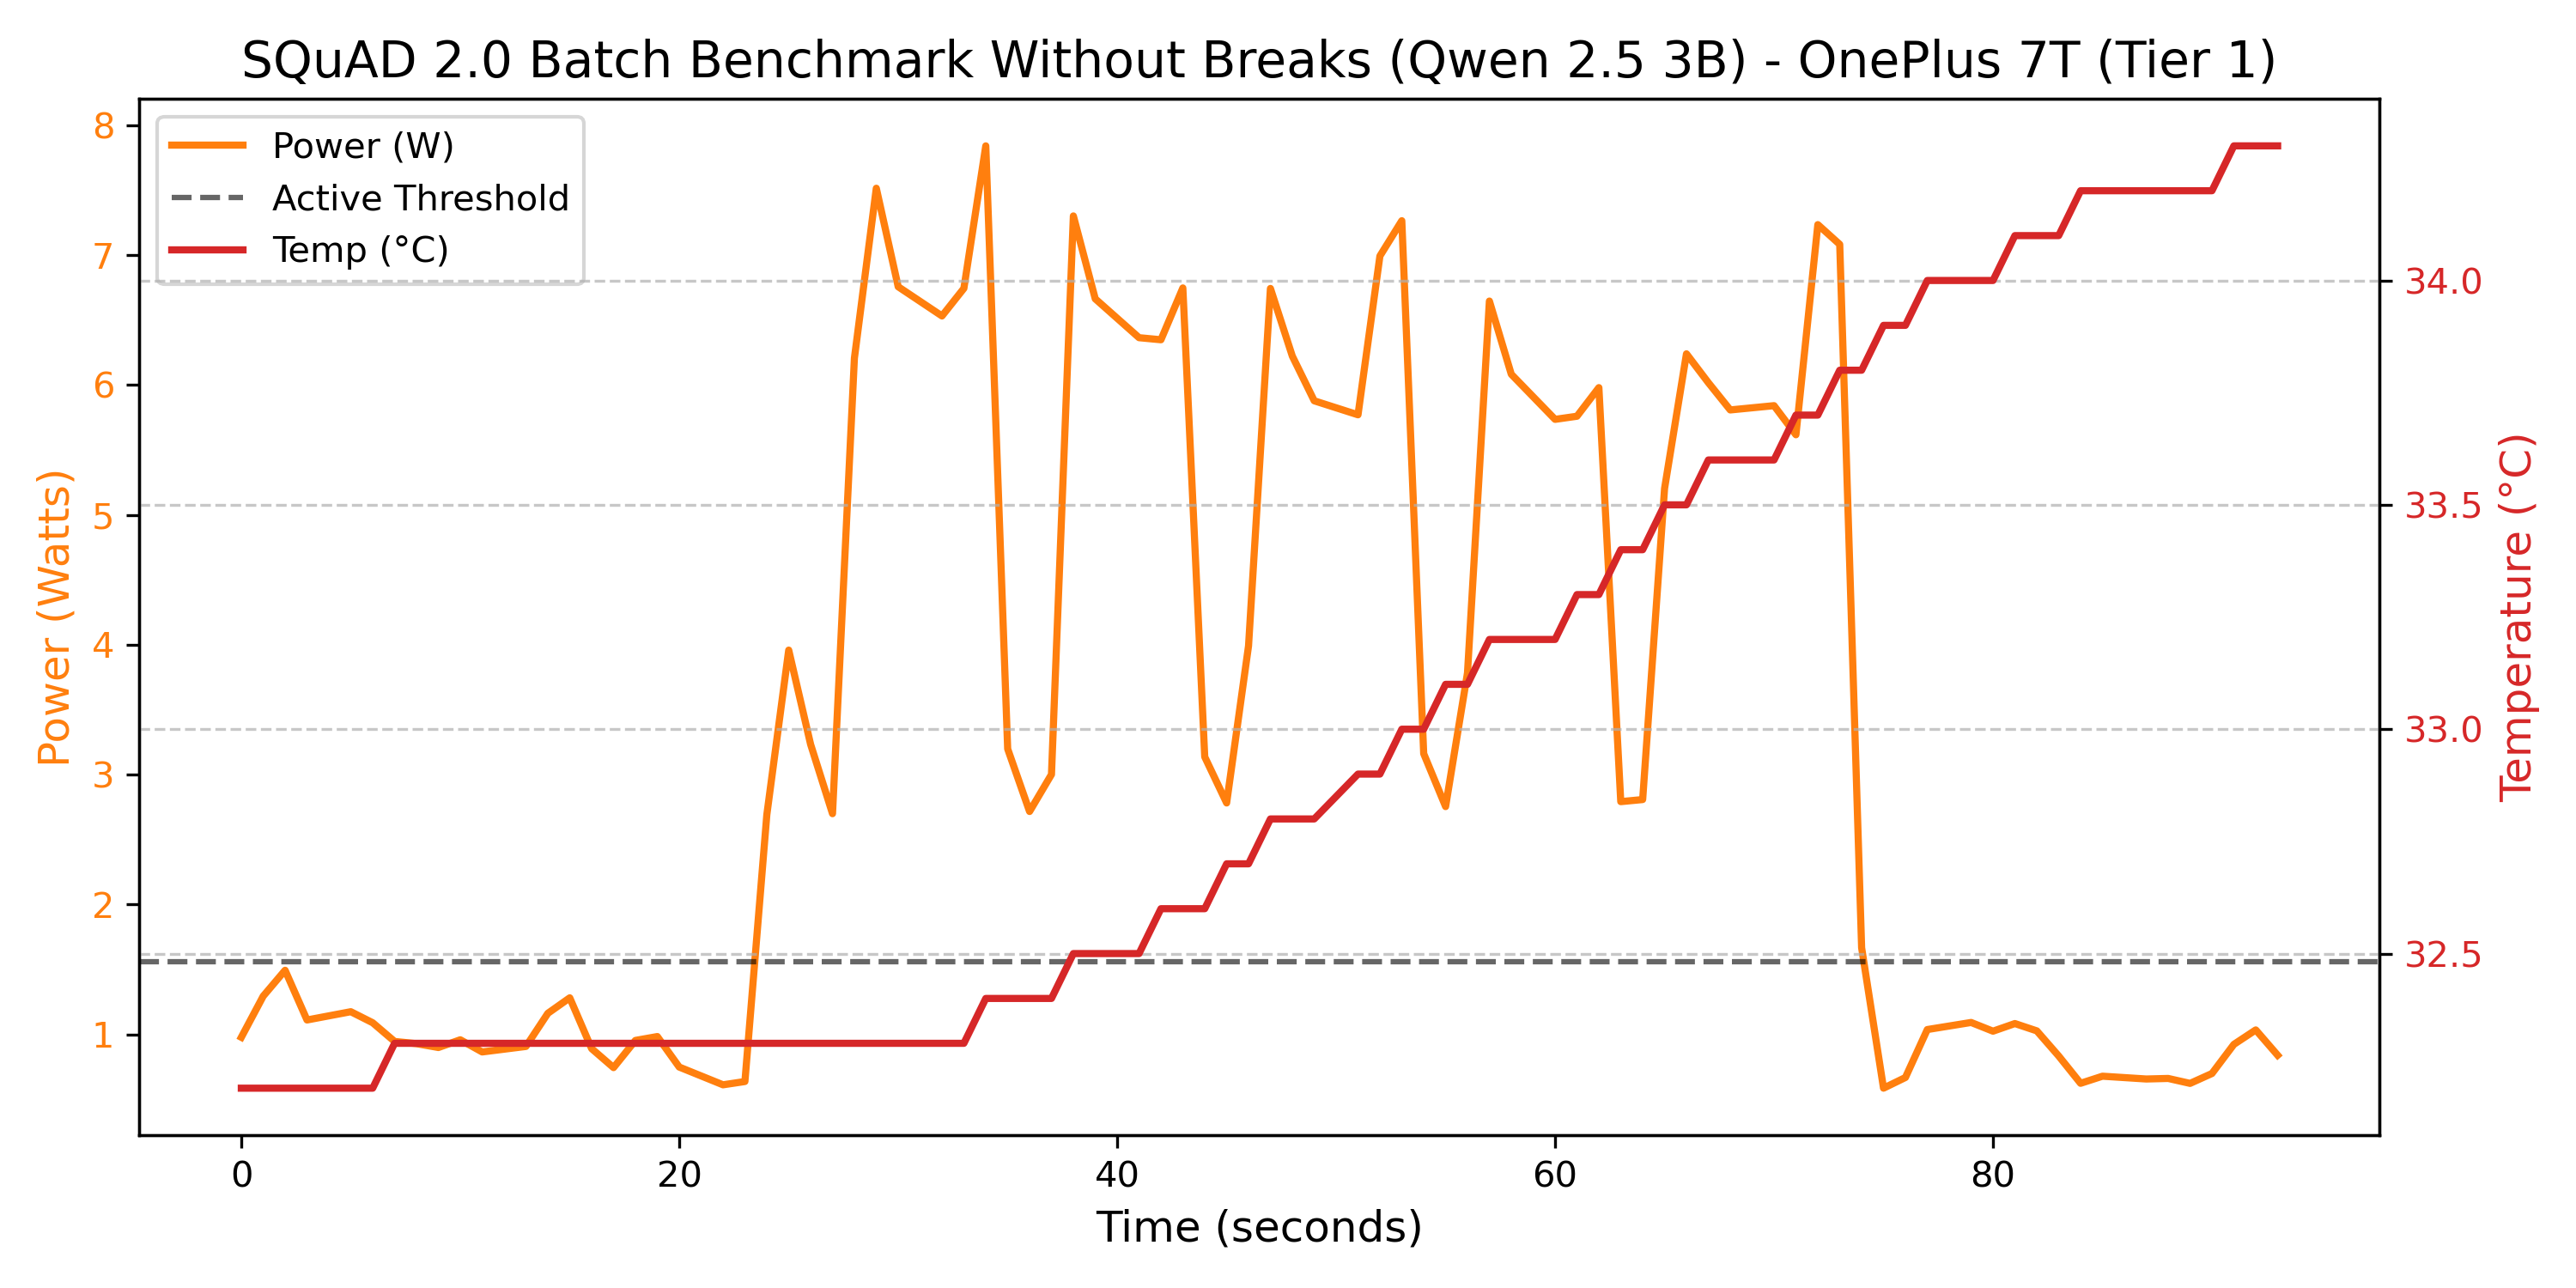 SQuAD 2.0 Batch Benchmark Without Breaks (Qwen 2.5 3B) - OnePlus 7T (Tier 1)
Power (W)
Active Threshold
Temp (°C)
Power (Watts)
8
7
6
5
4
3
2
1
34.0
33.5
33.0
32.5
Temperature (°C)
0 20 40 60 80
Time (seconds)